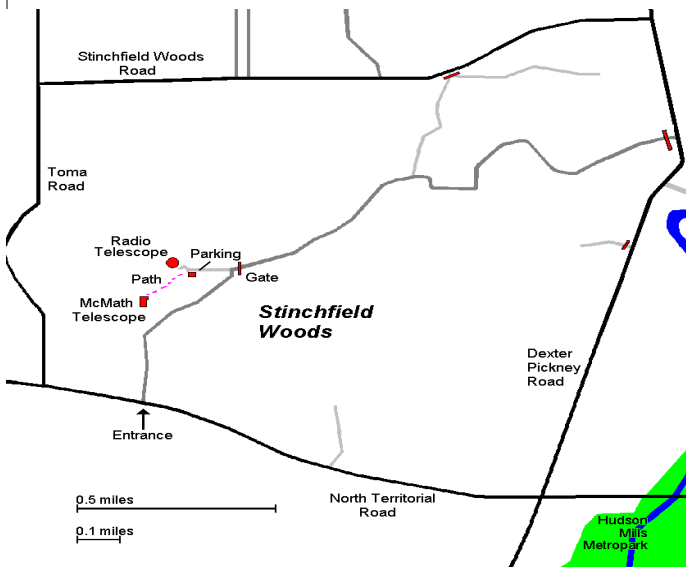 Stinchfield Woods
Road
Toma
Road
Radio
Telescope
Parking
Path
Gate
McMath
Telescope
Stinchfield
Woods
Dexter
Pickney
Road
Entrance
0.5 miles
0.1 miles
North Territorial
Road
Hudson
Mills
Metropark